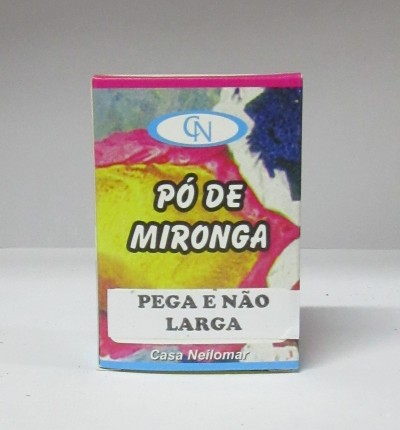 CN
PÓ DE
MIRONGA
PEGA E NÃO
LARGA
Casa Neilomar